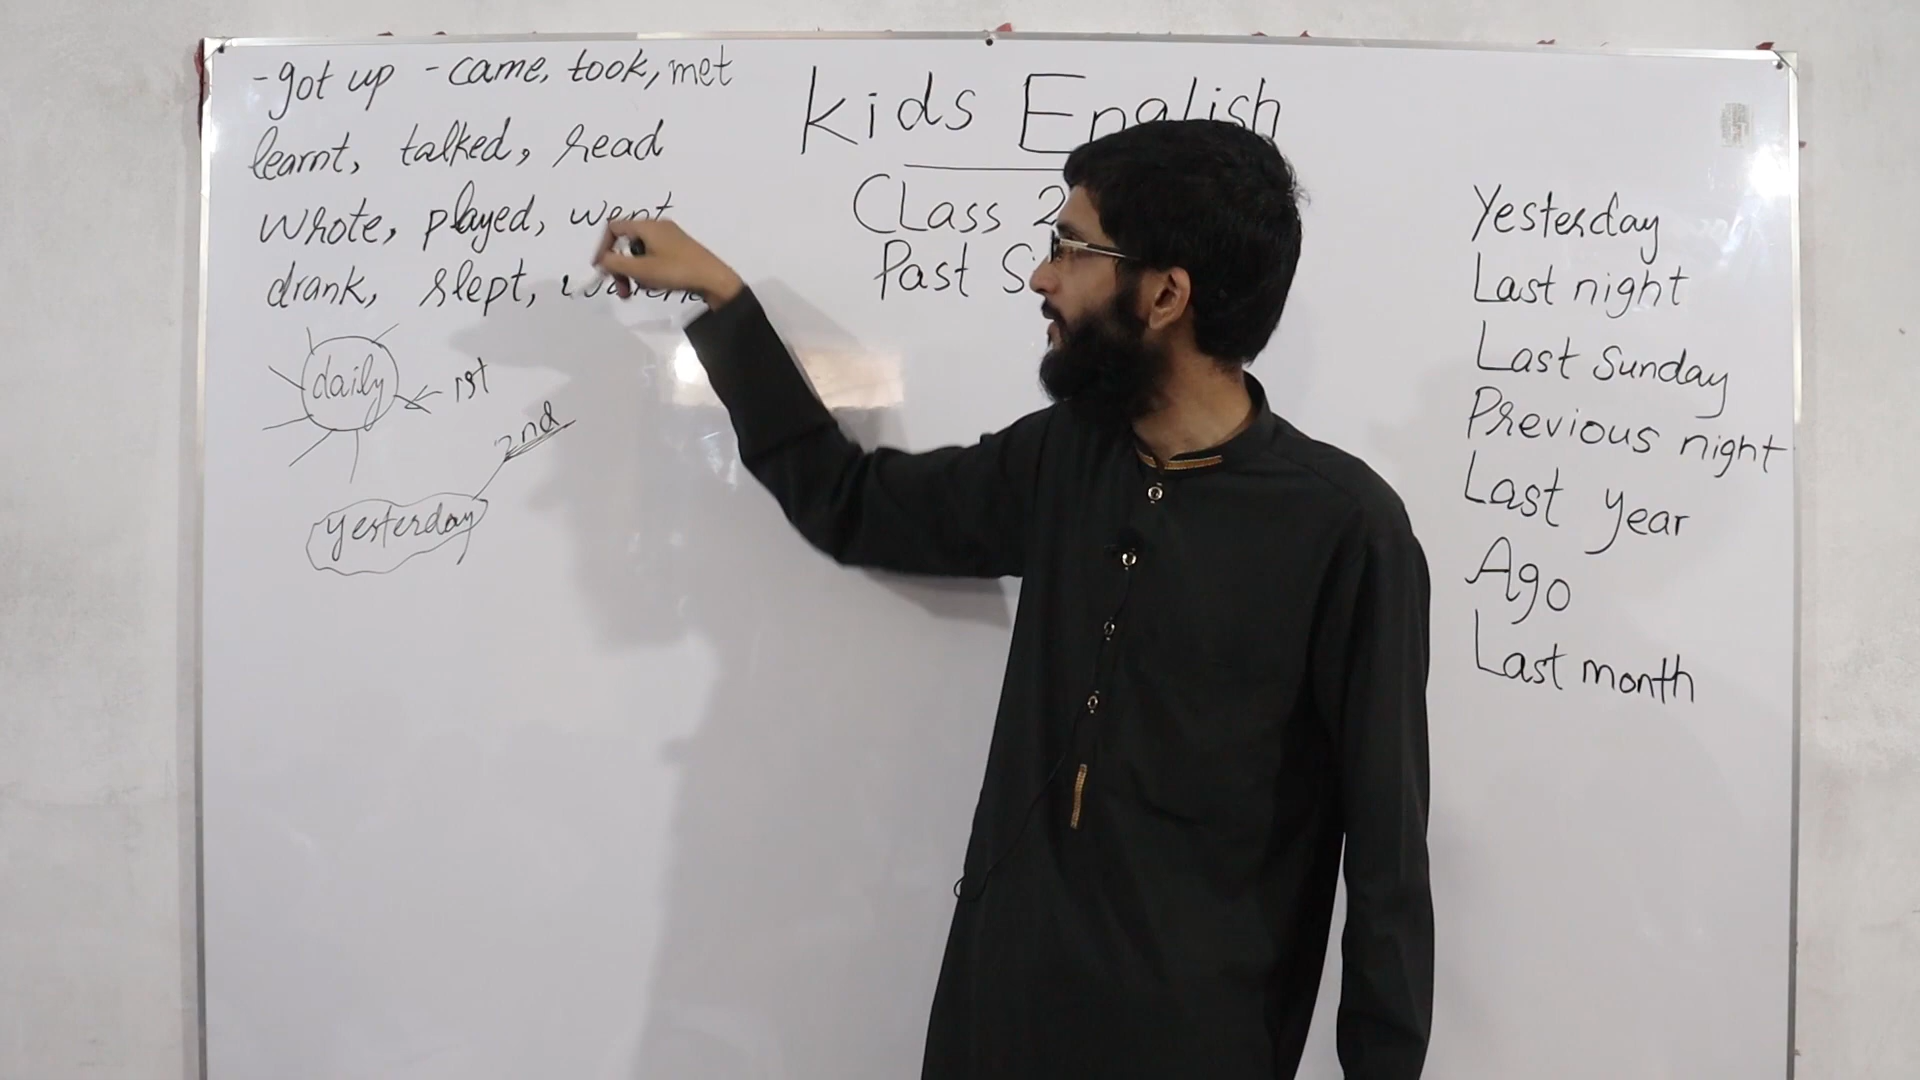 -got up -came, took, met
learnt, talked, read
wrote, played, went
drank, slept,
daily
1st
2nd
yesterday
Kids English
CLass 2
Past
Yesterday
Last night
Last Sunday
Previous night
Last year
Ago
Last month